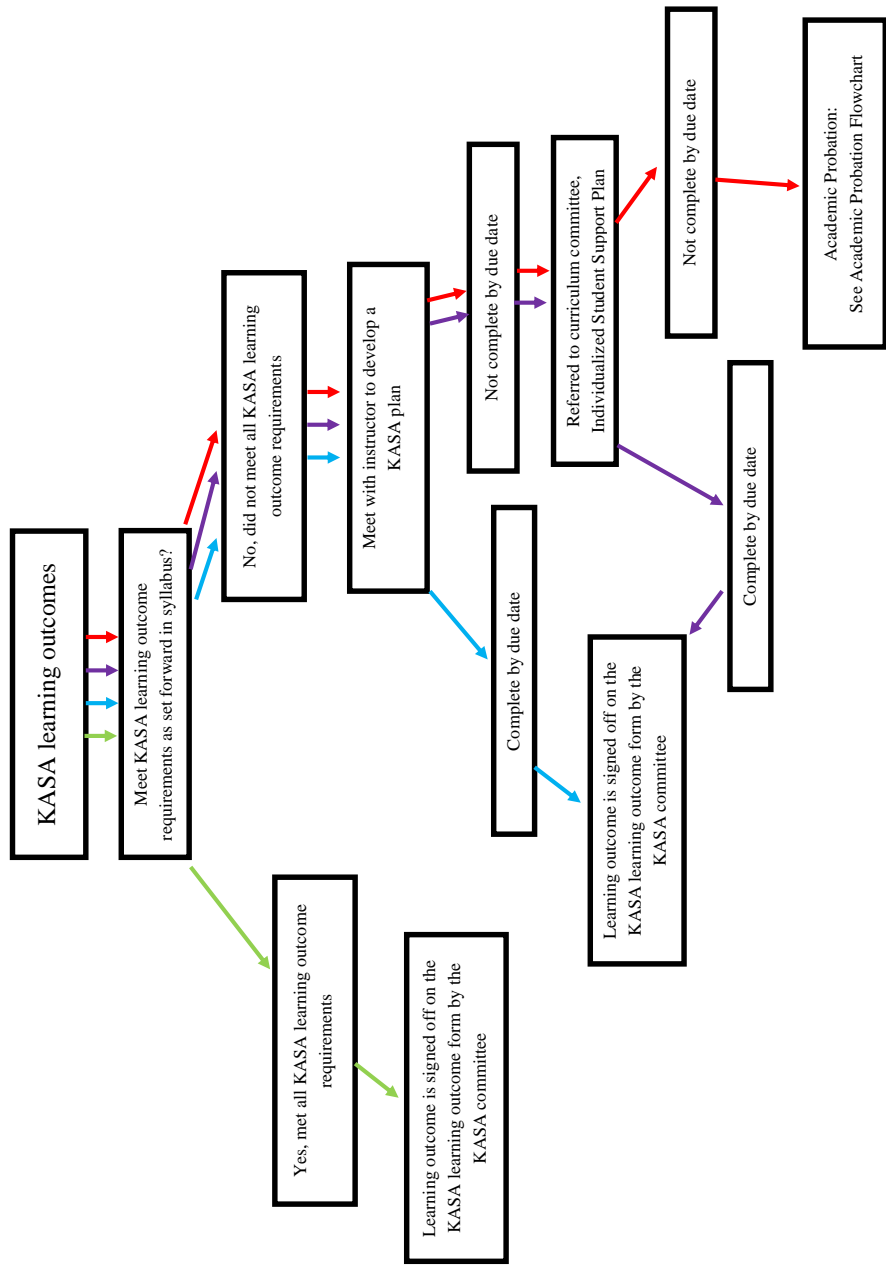 KASA learning outcomes
Meet KASA learning outcome
requirements as set forward in syllabus?
Yes, met all KASA learning outcome
requirements
Learning outcome is signed off on the
KASA learning outcome form by the
KASA committee
No, did not meet all KASA learning
outcome requirements
Meet with instructor to develop a
KASA plan
Complete by due date
Learning outcome is signed off on the
KASA learning outcome form by the
KASA committee
Not complete by due date
Referred to curriculum committee,
Individualized Student Support Plan
Complete by due date
Not complete by due date
Academic Probation:
See Academic Probation Flowchart